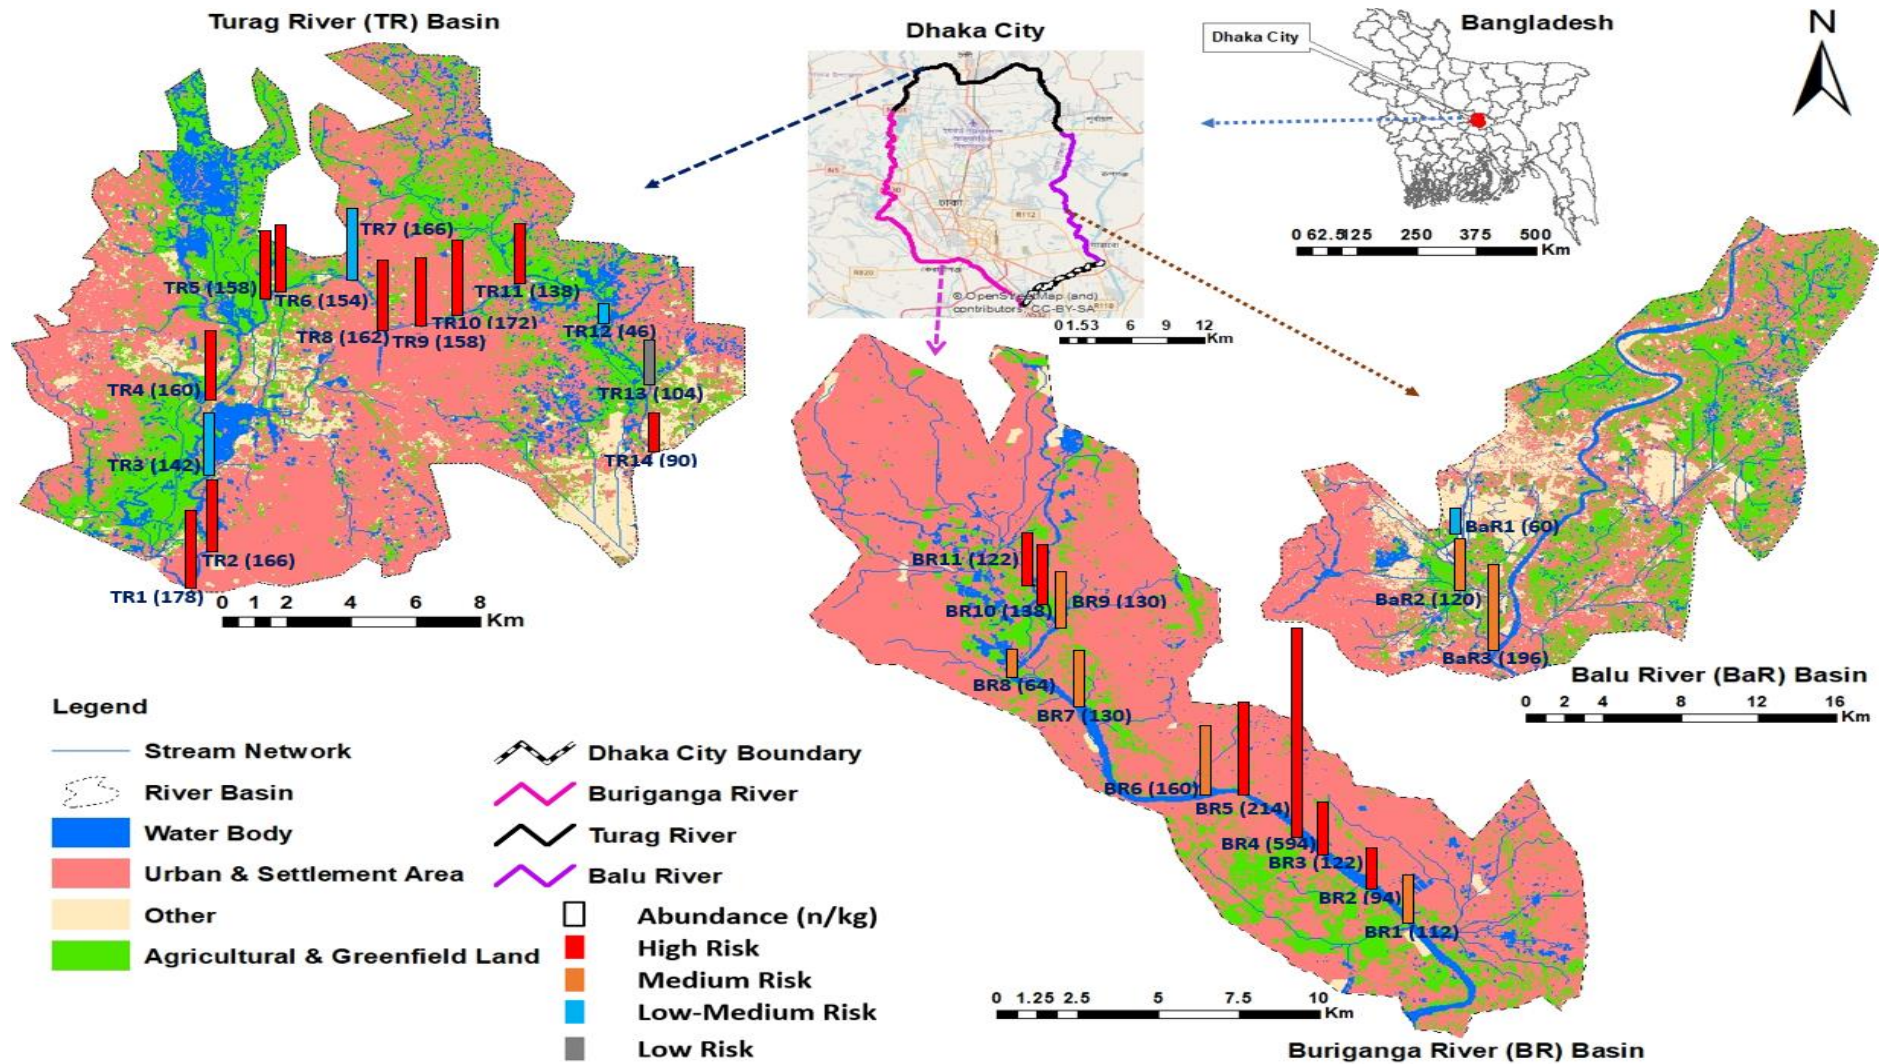 Turag River (TR) Basin
Dhaka City
Bangladesh
N
Dhaka City
N5
R112
R820
ঢাকা
© OpenStreetMap (and)
contributors, CC-BY-SA
0 1.53 6 9 12
Km
0 62.5125 250 375 500
Km
TR7 (166)
TR5 (158)
TR6 (154)
TR11 (138)
TR10 (172)
TR12 (46)
TR8 (162)
TR9 (158)
TR4 (160)
TR13 (104)
TR3 (142)
TR14 (90)
TR2 (166)
TR1 (178)
0 1 2 4 6 8
Km
BaR1 (60)
BaR2 (120)
BaR3 (196)
Balu River (BaR) Basin
0 2 4 8 12 16
Km
BR11 (122)
BR10 (138)
BR9 (130)
BR8 (64)
BR7 (130)
BR6 (160)
BR5 (214)
BR4 (594)
BR3 (122)
BR2 (94)
BR1 (112)
0 1.25 2.5 5 7.5 10
Km
Buriganga River (BR) Basin
Legend
Stream Network
River Basin
Water Body
Urban & Settlement Area
Other
Agricultural & Greenfield Land
Dhaka City Boundary
Buriganga River
Turag River
Balu River
Abundance (n/kg)
High Risk
Medium Risk
Low-Medium Risk
Low Risk